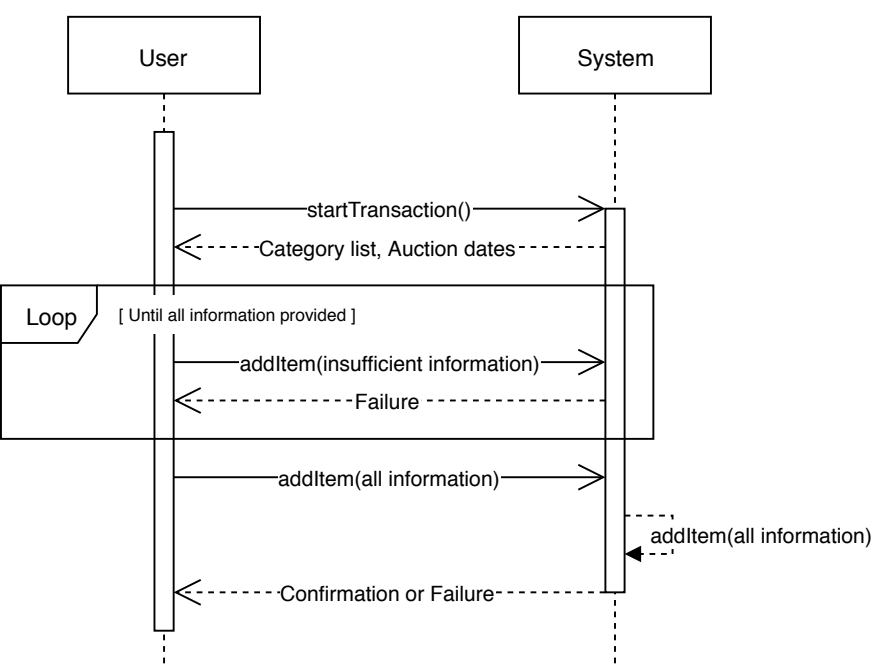 User
System
startTransaction()
Category list, Auction dates
Loop
[ Until all information provided ]
addItem(insufficient information)
Failure
addItem(all information)
addItem(all information)
Confirmation or Failure